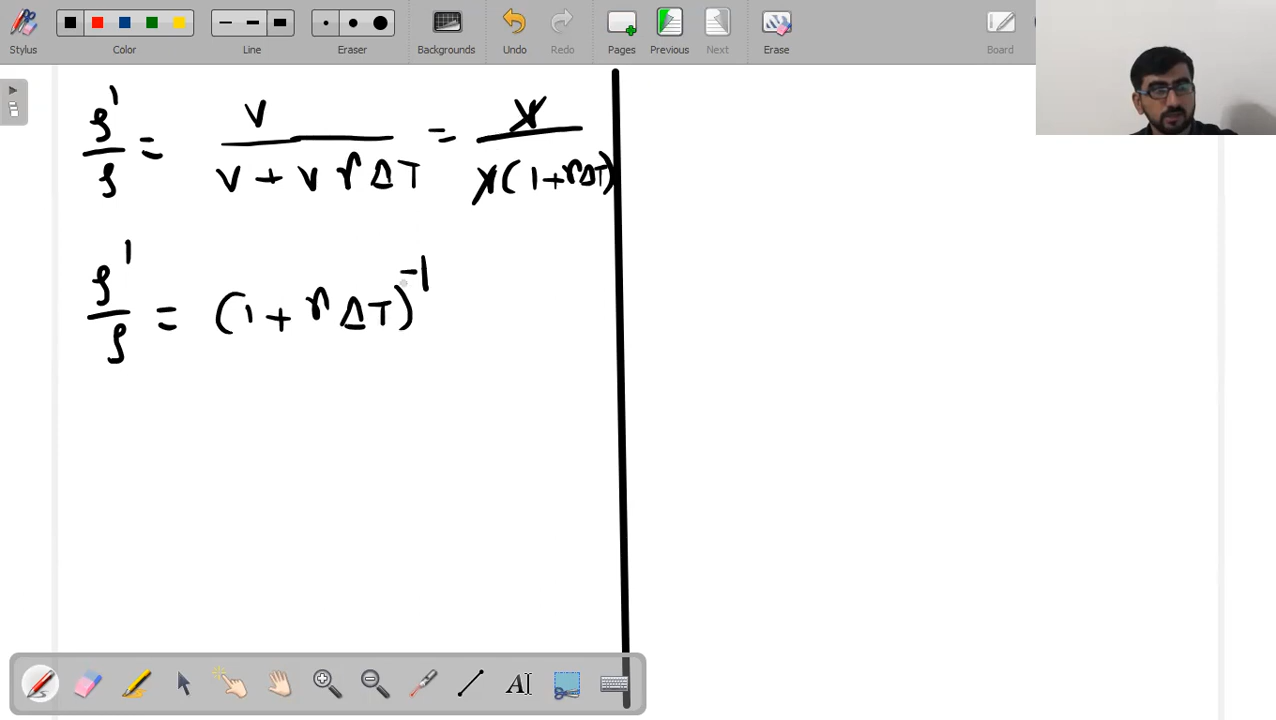 Stylus Color Line Eraser Backgrounds Undo Redo Pages Previous Next Erase Board
ρ'/ρ = V / (V + V γ ΔT) = V / V(1 + γΔT)
ρ'/ρ = (1 + γ ΔT)^-1